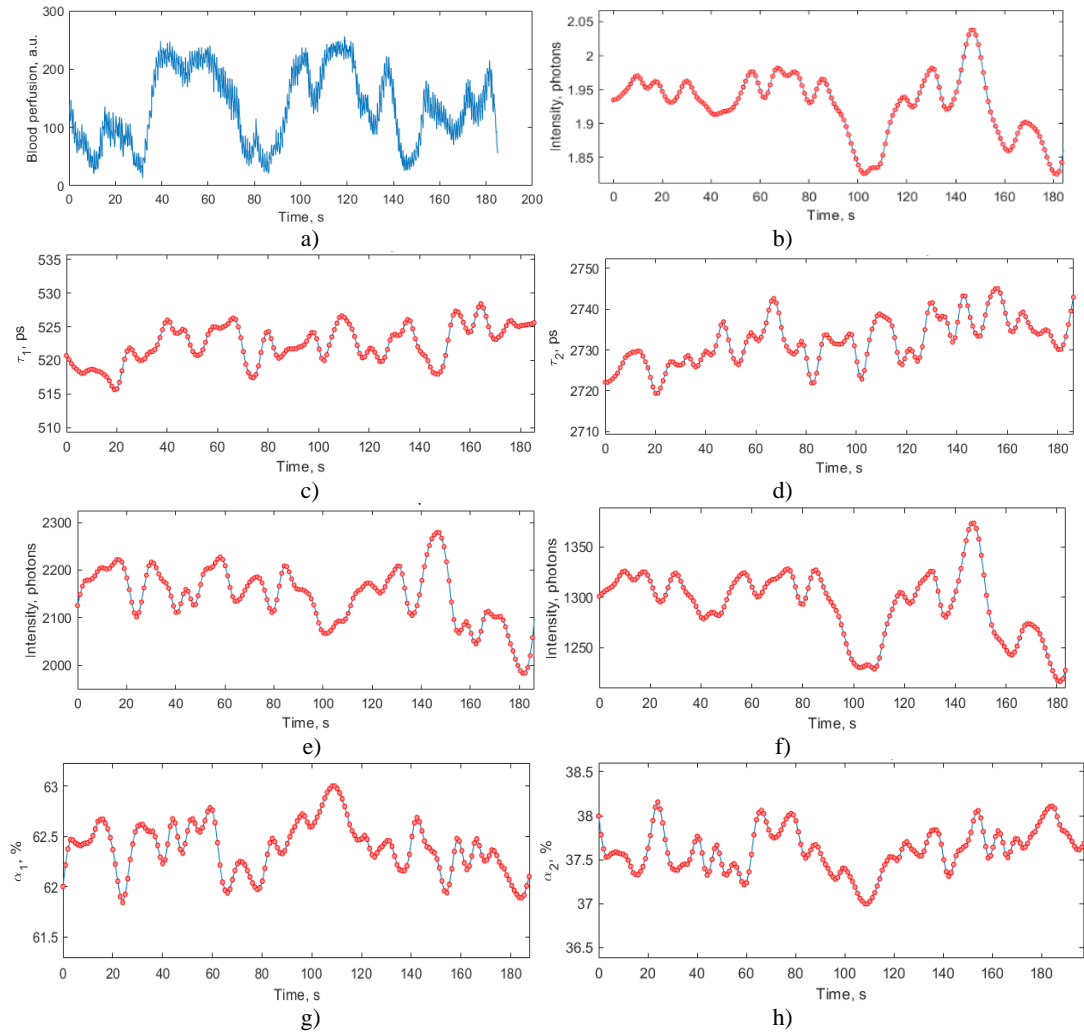 300
200
100
0
Blood perfusion, a.u.
0 20 40 60 80 100 120 140 160 180 200
Time, s
a)
2.05
2
1.95
1.9
1.85
Intensity, photons
0 20 40 60 80 100 120 140 160 180
Time, s
b)
535
530
525
520
515
510
τ1, ps
0 20 40 60 80 100 120 140 160 180
Time, s
c)
2750
2740
2730
2720
2710
τ2, ps
0 20 40 60 80 100 120 140 160 180
Time, s
d)
2300
2200
2100
2000
Intensity, photons
0 20 40 60 80 100 120 140 160 180
Time, s
e)
1350
1300
1250
Intensity, photons
0 20 40 60 80 100 120 140 160 180
Time, s
f)
63
62.5
62
61.5
α1, %
0 20 40 60 80 100 120 140 160 180
Time, s
g)
38.5
38
37.5
37
36.5
α2, %
0 20 40 60 80 100 120 140 160 180
Time, s
h)